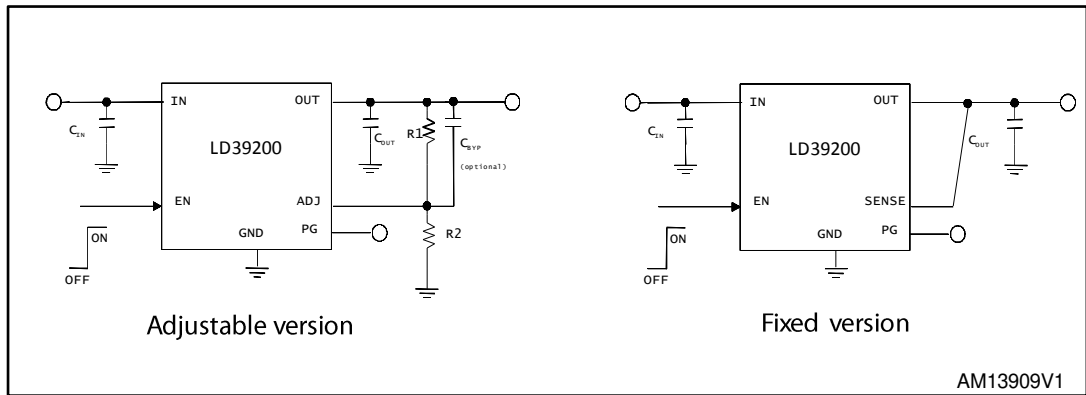 IN
OUT
C_IN
LD39200
C_OUT
R1
C_BYP
(optional)
EN
ADJ
GND
PG
R2
ON
OFF
Adjustable version
IN
OUT
C_IN
LD39200
C_OUT
EN
SENSE
GND
PG
ON
OFF
Fixed version
AM13909V1